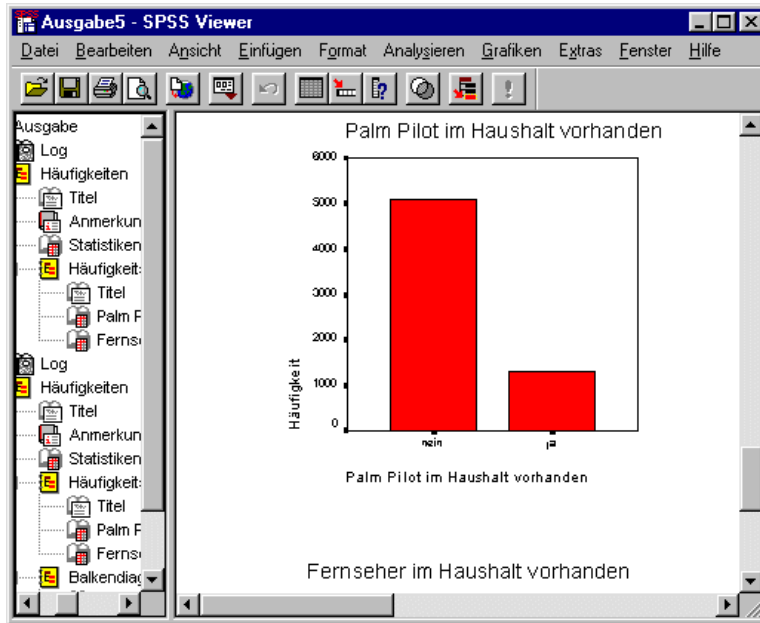 Ausgabe5 - SPSS Viewer
Datei Bearbeiten Ansicht Einfügen Format Analysieren Grafiken Extras Fenster Hilfe
Ausgabe
Log
Häufigkeiten
Titel
Anmerkun
Statistiken
Häufigkeit
Titel
Palm P
Ferns
Log
Häufigkeiten
Titel
Anmerkun
Statistiken
Häufigkeit
Titel
Palm P
Ferns
Balkendiag
Palm Pilot im Haushalt vorhanden
6000
5000
4000
3000
2000
1000
0
Häufigkeit
nein ja
Palm Pilot im Haushalt vorhanden
Fernseher im Haushalt vorhanden